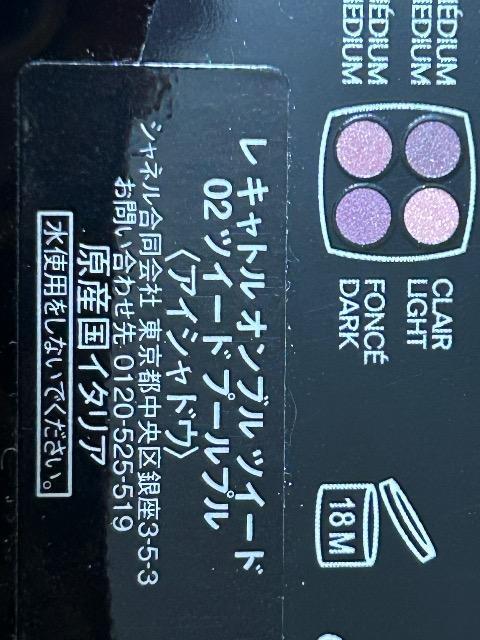 MÉDIUM
MEDIUM
MÉDIUM
MEDIUM
CLAIR
LIGHT
FONCÉ
DARK
18M
レ キャトル オンブル ツイード
02 ツイード プールプル
〈アイシャドウ〉
シャネル合同会社 東京都中央区銀座3-5-3
お問い合わせ先 0120-525-519
原産国イタリア
水使用をしないでください。